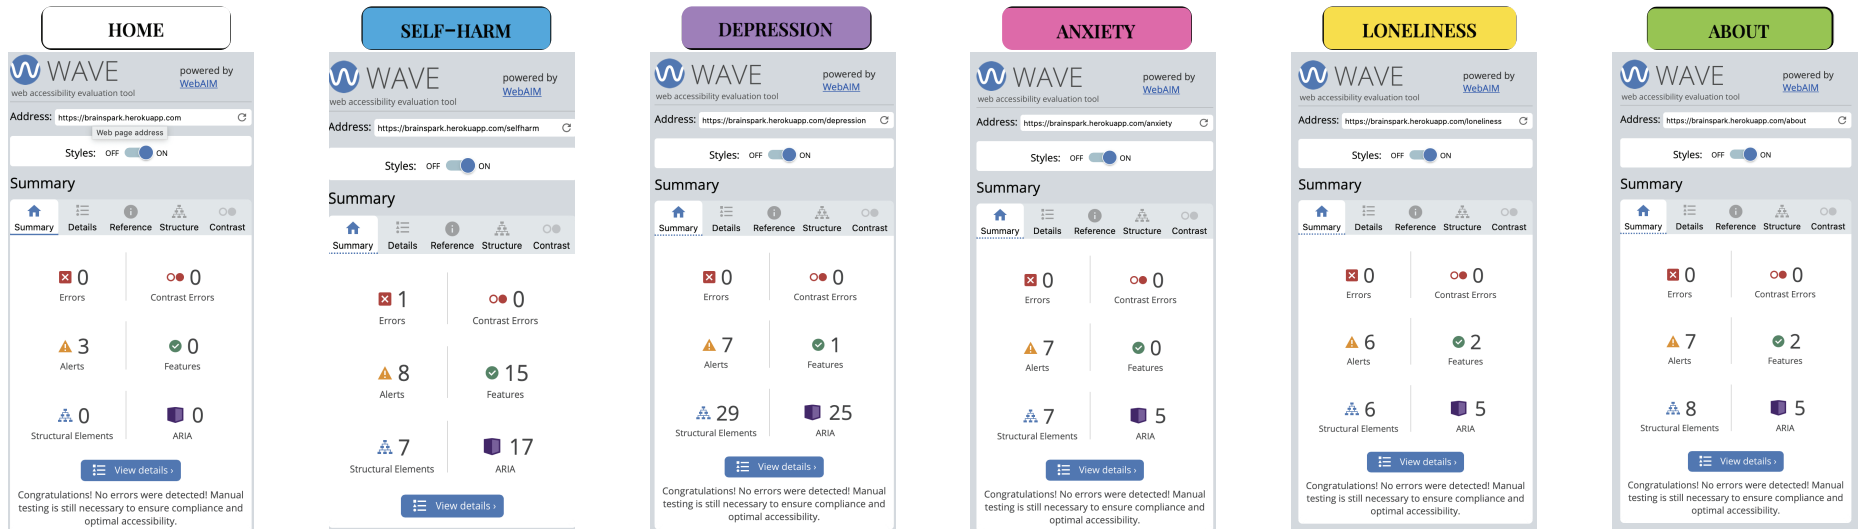 HOME
WAVE
powered by
WebAIM
web accessibility evaluation tool
Address: https://brainspark.herokuapp.com
Web page address
Styles: OFF ON
Summary
Summary Details Reference Structure Contrast
0 0
Errors Contrast Errors
3 0
Alerts Features
0 0
Structural Elements ARIA
View details ›
Congratulations! No errors were detected! Manual
testing is still necessary to ensure compliance and
optimal accessibility.
SELF-HARM
WAVE
powered by
WebAIM
web accessibility evaluation tool
Address: https://brainspark.herokuapp.com/selfharm
Styles: OFF ON
Summary
Summary Details Reference Structure Contrast
1 0
Errors Contrast Errors
8 15
Alerts Features
7 17
Structural Elements ARIA
View details ›
DEPRESSION
WAVE
powered by
WebAIM
web accessibility evaluation tool
Address: https://brainspark.herokuapp.com/depression
Styles: OFF ON
Summary
Summary Details Reference Structure Contrast
0 0
Errors Contrast Errors
7 1
Alerts Features
29 25
Structural Elements ARIA
View details ›
Congratulations! No errors were detected! Manual
testing is still necessary to ensure compliance and
optimal accessibility.
ANXIETY
WAVE
powered by
WebAIM
web accessibility evaluation tool
Address: https://brainspark.herokuapp.com/anxiety
Styles: OFF ON
Summary
Summary Details Reference Structure Contrast
0 0
Errors Contrast Errors
7 0
Alerts Features
7 5
Structural Elements ARIA
View details ›
Congratulations! No errors were detected! Manual
testing is still necessary to ensure compliance and
optimal accessibility.
LONELINESS
WAVE
powered by
WebAIM
web accessibility evaluation tool
Address: https://brainspark.herokuapp.com/loneliness
Styles: OFF ON
Summary
Summary Details Reference Structure Contrast
0 0
Errors Contrast Errors
6 2
Alerts Features
6 5
Structural Elements ARIA
View details ›
Congratulations! No errors were detected! Manual
testing is still necessary to ensure compliance and
optimal accessibility.
ABOUT
WAVE
powered by
WebAIM
web accessibility evaluation tool
Address: https://brainspark.herokuapp.com/about
Styles: OFF ON
Summary
Summary Details Reference Structure Contrast
0 0
Errors Contrast Errors
7 2
Alerts Features
8 5
Structural Elements ARIA
View details ›
Congratulations! No errors were detected! Manual
testing is still necessary to ensure compliance and
optimal accessibility.